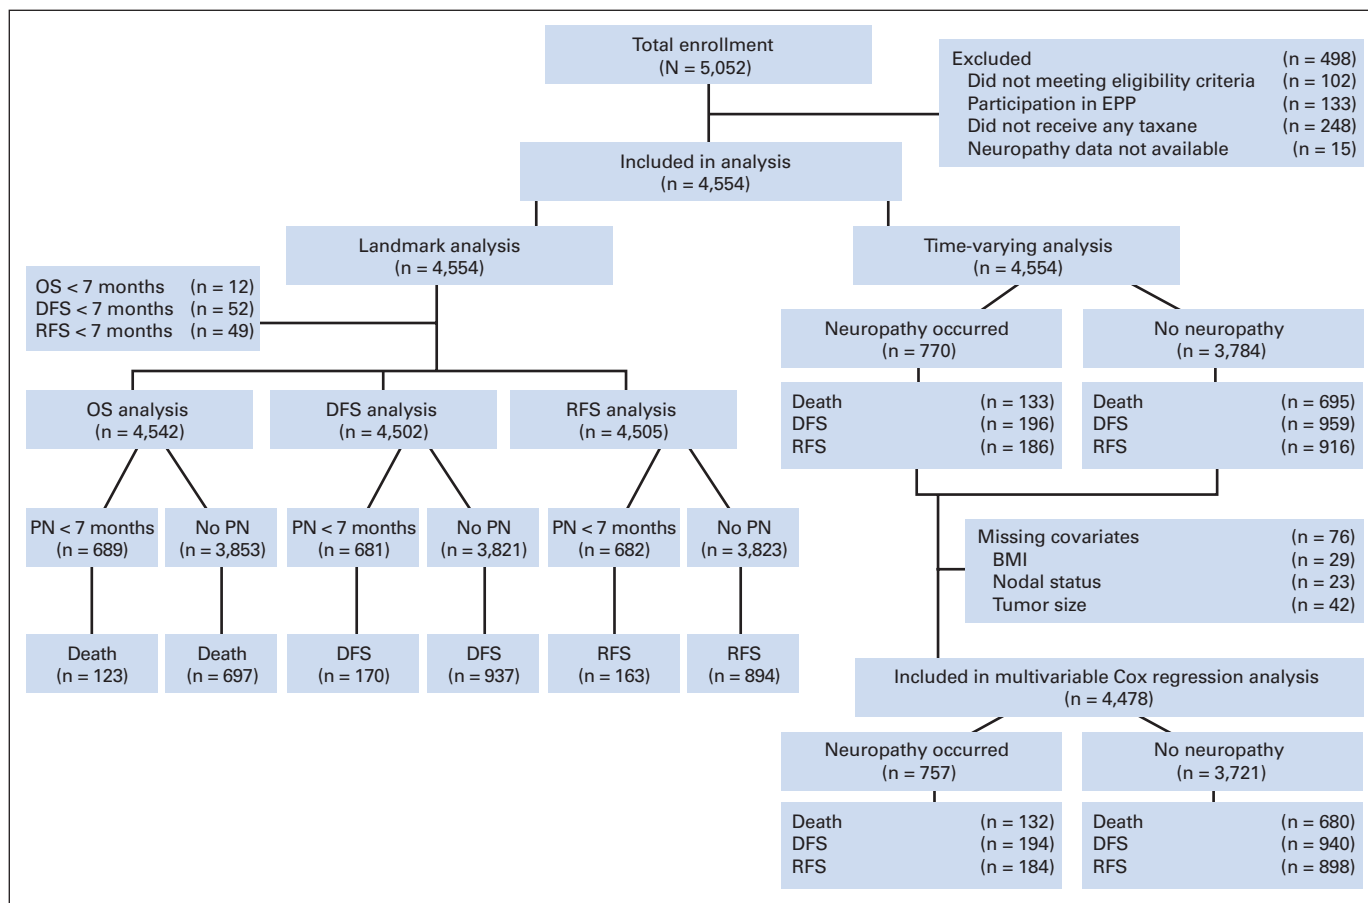 Total enrollment
(N = 5,052)
Excluded (n = 498)
Did not meeting eligibility criteria (n = 102)
Participation in EPP (n = 133)
Did not receive any taxane (n = 248)
Neuropathy data not available (n = 15)
Included in analysis
(n = 4,554)
Landmark analysis
(n = 4,554)
OS < 7 months (n = 12)
DFS < 7 months (n = 52)
RFS < 7 months (n = 49)
OS analysis
(n = 4,542)
DFS analysis
(n = 4,502)
RFS analysis
(n = 4,505)
PN < 7 months
(n = 689)
No PN
(n = 3,853)
PN < 7 months
(n = 681)
No PN
(n = 3,821)
PN < 7 months
(n = 682)
No PN
(n = 3,823)
Death
(n = 123)
Death
(n = 697)
DFS
(n = 170)
DFS
(n = 937)
RFS
(n = 163)
RFS
(n = 894)
Time-varying analysis
(n = 4,554)
Neuropathy occurred
(n = 770)
No neuropathy
(n = 3,784)
Death (n = 133)
DFS (n = 196)
RFS (n = 186)
Death (n = 695)
DFS (n = 959)
RFS (n = 916)
Missing covariates (n = 76)
BMI (n = 29)
Nodal status (n = 23)
Tumor size (n = 42)
Included in multivariable Cox regression analysis
(n = 4,478)
Neuropathy occurred
(n = 757)
No neuropathy
(n = 3,721)
Death (n = 132)
DFS (n = 194)
RFS (n = 184)
Death (n = 680)
DFS (n = 940)
RFS (n = 898)